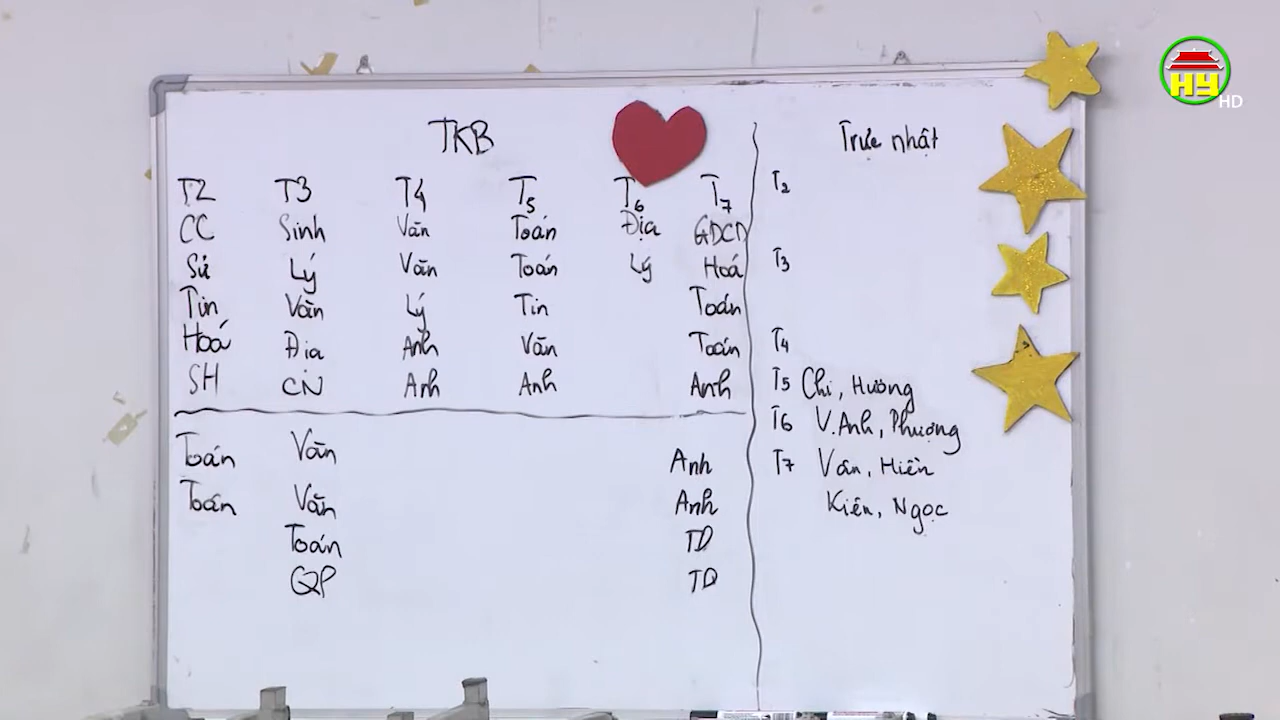 HY HD
TKB
T2 T3 T4 T5 T6 T7
CC Sinh Văn Toán Địa GDCD
Sử Lý Văn Toán Lý Hoá
Tin Văn Lý Tin Toán
Hoá Địa Anh Văn Toán
SH CN Anh Anh Anh
Toán Văn Anh
Toán Văn Anh
Toán TD
QP TD
Trực nhật
T2
T3
T4
T5 Chi, Hường
T6 V.Anh, Phượng
T7 Vân, Hiền
Kiên, Ngọc